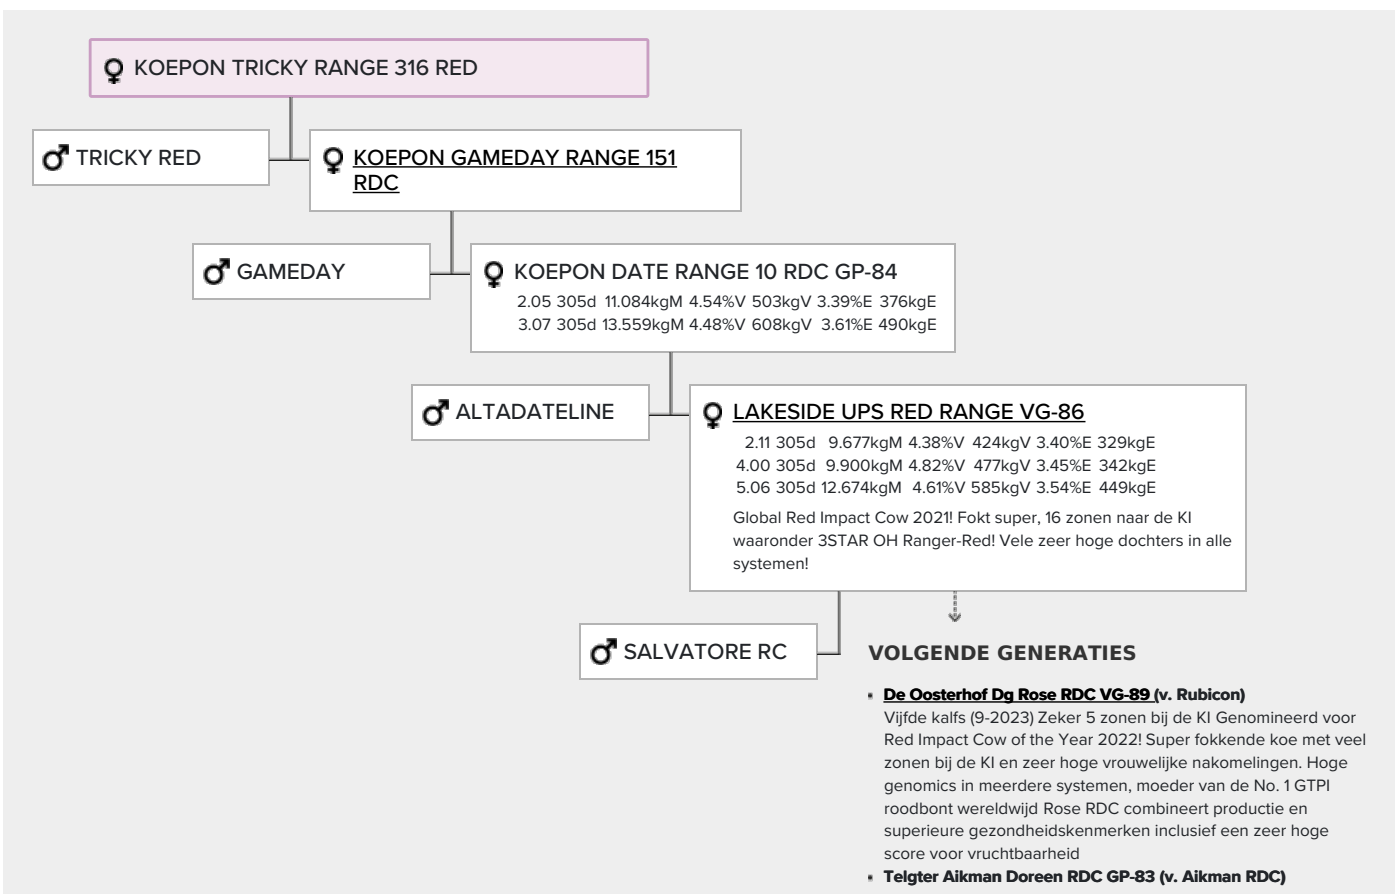 KOEPON TRICKY RANGE 316 RED
TRICKY RED
KOEPON GAMEDAY RANGE 151
RDC
GAMEDAY
KOEPON DATE RANGE 10 RDC GP-84
2.05 305d 11.084kgM 4.54%V 503kgV 3.39%E 376kgE
3.07 305d 13.559kgM 4.48%V 608kgV 3.61%E 490kgE
ALTADATELINE
LAKESIDE UPS RED RANGE VG-86
2.11 305d 9.677kgM 4.38%V 424kgV 3.40%E 329kgE
4.00 305d 9.900kgM 4.82%V 477kgV 3.45%E 342kgE
5.06 305d 12.674kgM 4.61%V 585kgV 3.54%E 449kgE
Global Red Impact Cow 2021! Fokt super, 16 zonen naar de KI
waaronder 3STAR OH Ranger-Red! Vele zeer hoge dochters in alle
systemen!
SALVATORE RC
VOLGENDE GENERATIES
De Oosterhof Dg Rose RDC VG-89 (v. Rubicon)
Vijfde kalfs (9-2023) Zeker 5 zonen bij de KI Genomineerd voor
Red Impact Cow of the Year 2022! Super fokkende koe met veel
zonen bij de KI en zeer hoge vrouwelijke nakomelingen. Hoge
genomics in meerdere systemen, moeder van de No. 1 GTPI
roodbont wereldwijd Rose RDC combineert productie en
superieure gezondheidskenmerken inclusief een zeer hoge
score voor vruchtbaarheid
Telgter Aikman Doreen RDC GP-83 (v. Aikman RDC)